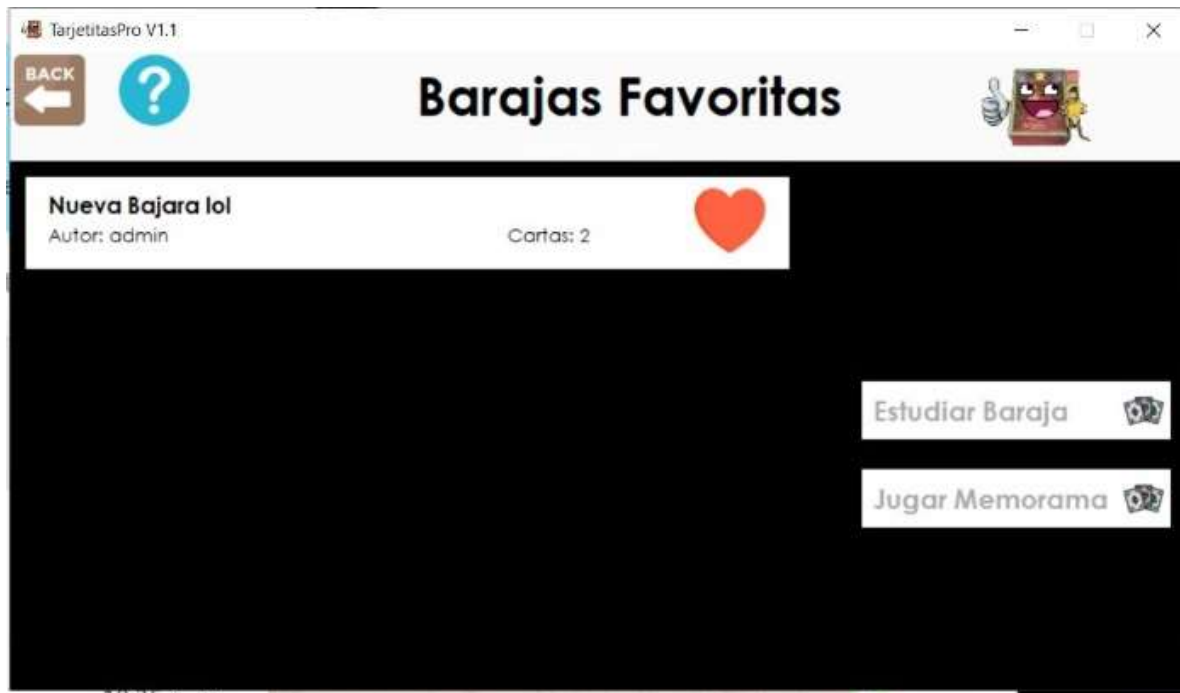 TarjetitasPro V1.1
BACK
?
Barajas Favoritas
Nueva Bajara lol
Autor: admin
Cartas: 2
Estudiar Baraja
Jugar Memorama